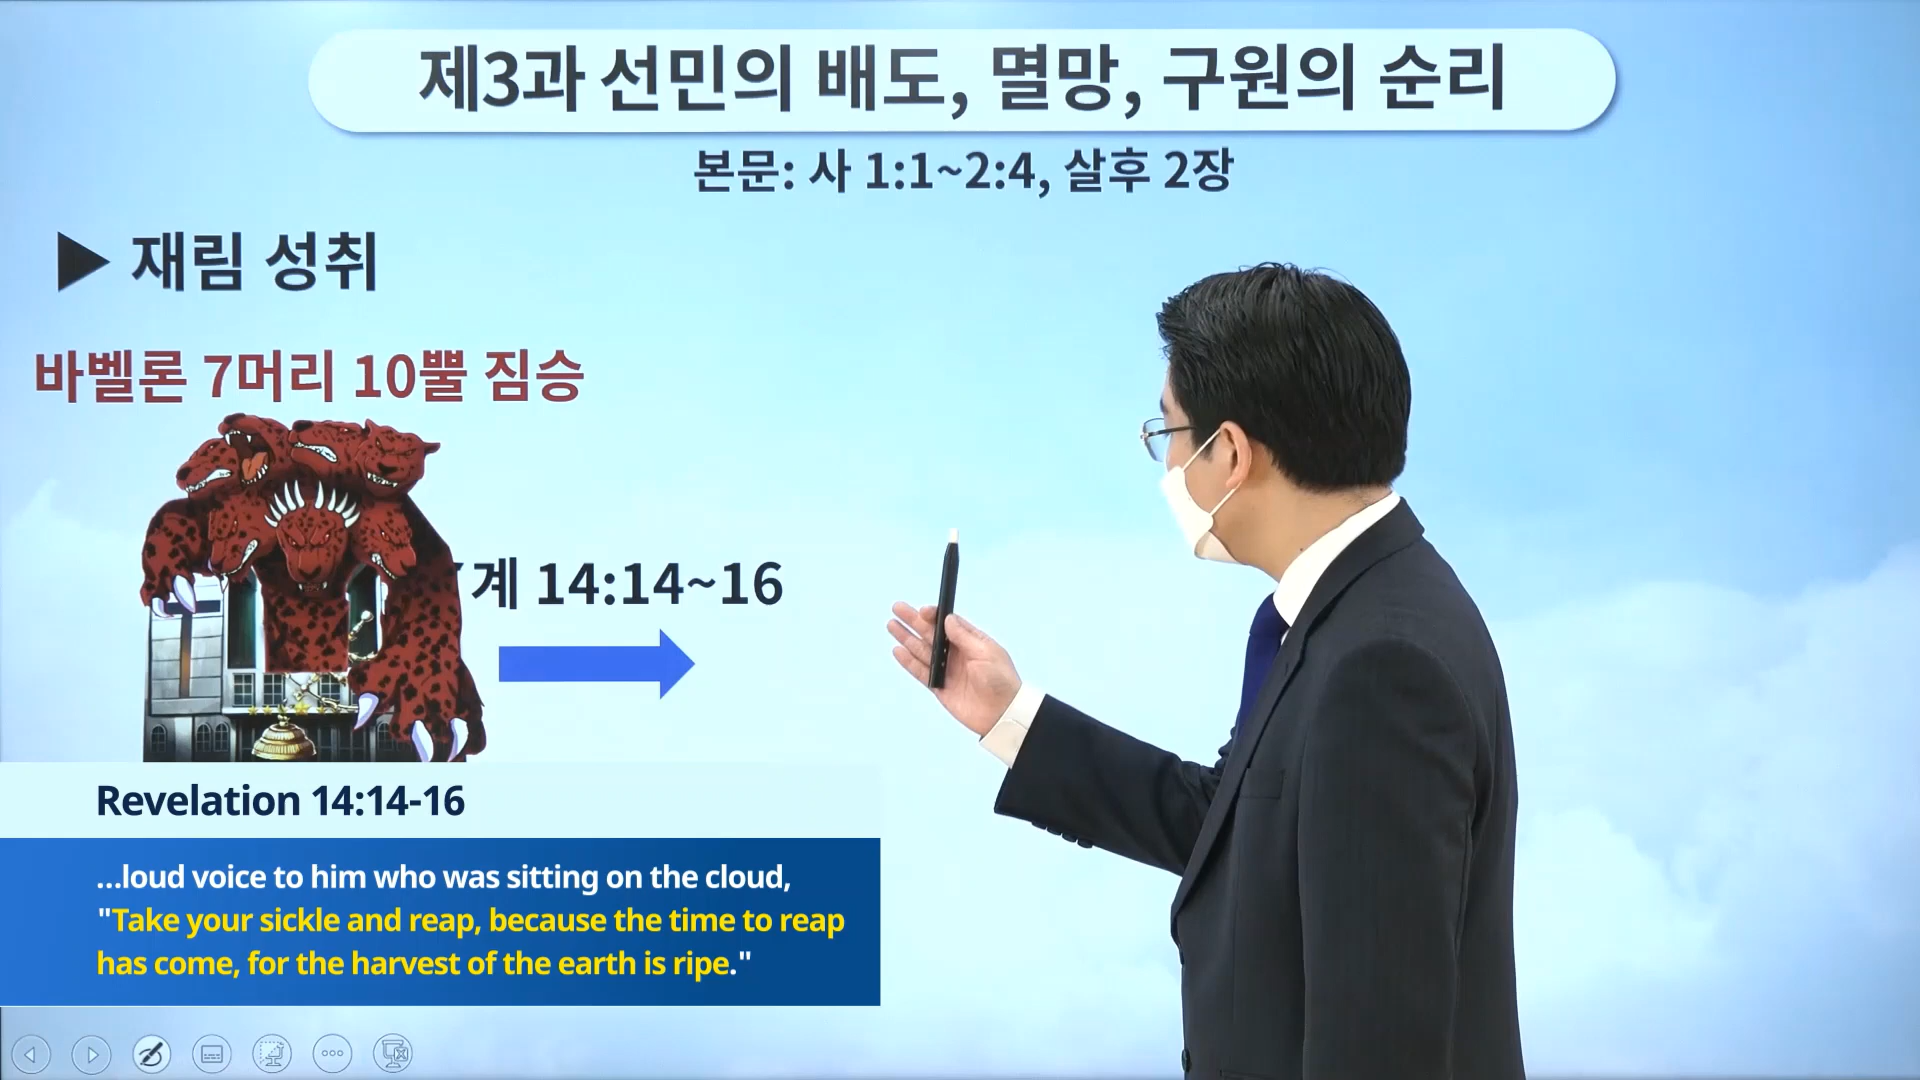 제3과 선민의 배도, 멸망, 구원의 순리
본문: 사 1:1~2:4, 살후 2장
▶ 재림 성취
바벨론 7머리 10뿔 짐승
계 14:14~16
Revelation 14:14-16
...loud voice to him who was sitting on the cloud,
"Take your sickle and reap, because the time to reap
has come, for the harvest of the earth is ripe."